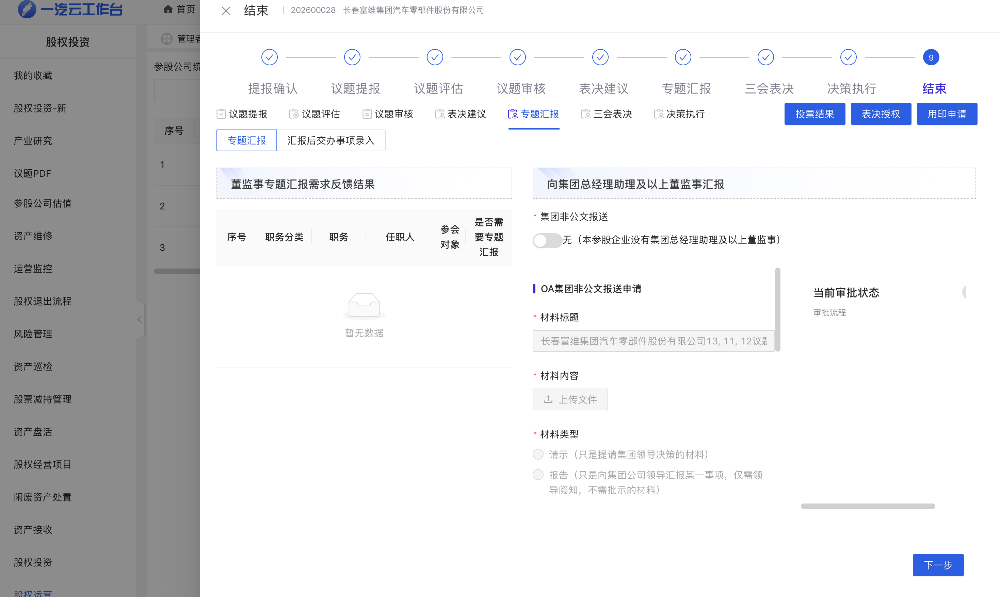 一汽云工作台
首页
股权投资
我的收藏
股权投资-新
产业研究
议题PDF
参股公司估值
资产维修
运营监控
股权退出流程
风险管理
资产巡检
股票减持管理
资产盘活
股权经营项目
闲废资产处置
资产接收
股权投资
股权运营
管理者
参股公司统
序号
1
2
3
结束
202600028 长春富维集团汽车零部件股份有限公司
提报确认
议题提报
议题评估
议题审核
表决建议
专题汇报
三会表决
决策执行
9
结束
议题提报
议题评估
议题审核
表决建议
专题汇报
三会表决
决策执行
投票结果
表决授权
用印申请
专题汇报
汇报后交办事项录入
董监事专题汇报需求反馈结果
序号
职务分类
职务
任职人
参会
对象
是否需
要专题
汇报
暂无数据
向集团总经理助理及以上董监事汇报
* 集团非公文报送
无（本参股企业没有集团总经理助理及以上董监事）
OA集团非公文报送申请
* 材料标题
长春富维集团汽车零部件股份有限公司13, 11, 12议题
* 材料内容
上传文件
* 材料类型
请示（只是提请集团领导决策的材料）
报告（只是向集团公司领导汇报某一事项，仅需领
导阅知，不需批示的材料）
当前审批状态
审批流程
下一步